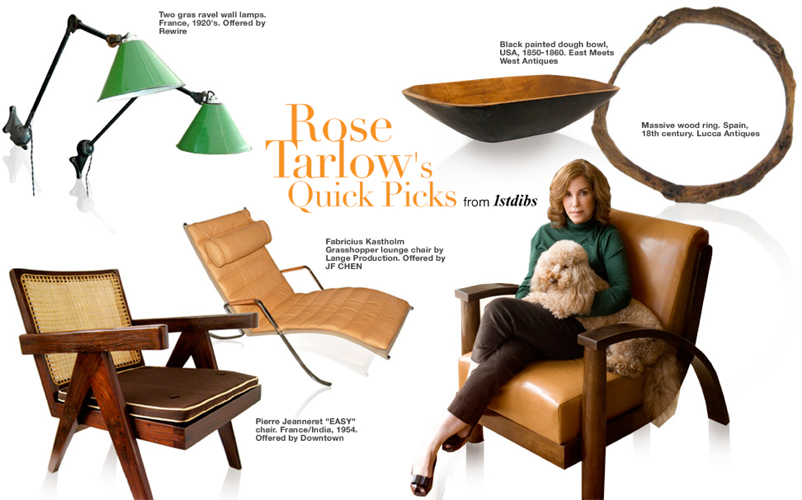 Two gras ravel wall lamps.
France, 1920's. Offered by
Rewire
Black painted dough bowl,
USA, 1850-1860. East Meets
West Antiques
Massive wood ring. Spain,
18th century. Lucca Antiques
Rose
Tarlow's
Quick Picks from 1stdibs
Fabricius Kastholm
Grasshopper lounge chair by
Lange Production. Offered by
JF CHEN
Pierre Jeanneret "EASY"
chair. France/India, 1954.
Offered by Downtown